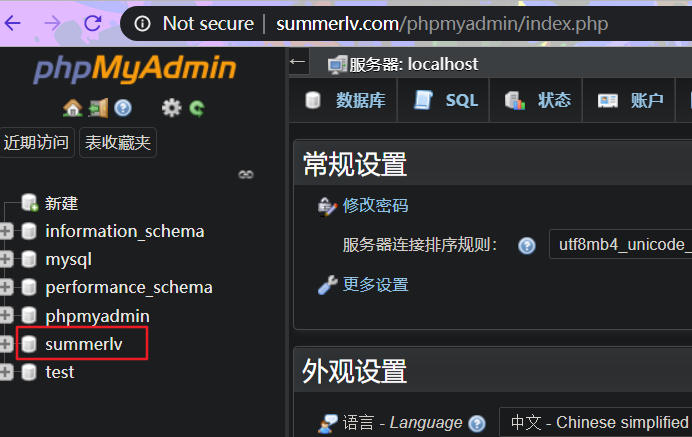 Not secure | summerlv.com/phpmyadmin/index.php
phpMyAdmin
近期访问 表收藏夹
新建
information_schema
mysql
performance_schema
phpmyadmin
summerlv
test
服务器: localhost
数据库 SQL 状态 账户
常规设置
修改密码
服务器连接排序规则： utf8mb4_unicode_
更多设置
外观设置
语言 - Language 中文 - Chinese simplified